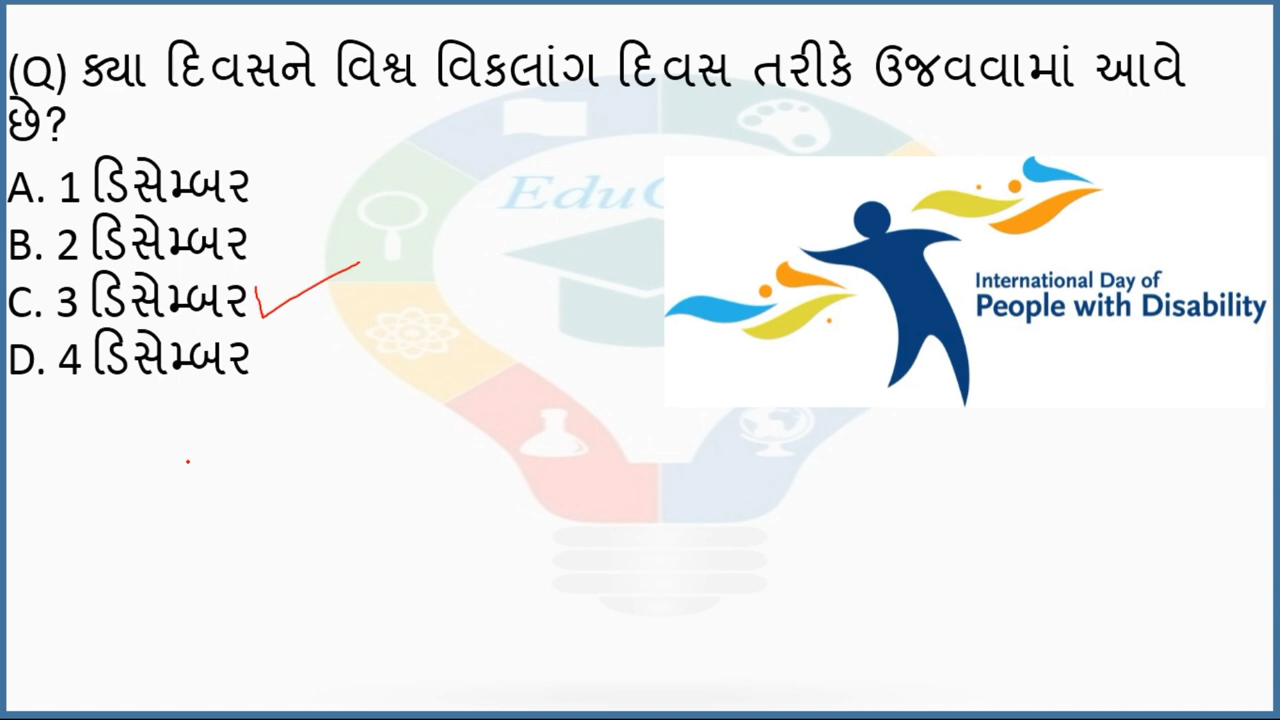 (Q) ક્યા દિવસને વિશ્વ વિકલાંગ દિવસ તરીકે ઉજવવામાં આવે
છે?
A. 1 ડિસેમ્બર
B. 2 ડિસેમ્બર
C. 3 ડિસેમ્બર
D. 4 ડિસેમ્બર
International Day of
People with Disability